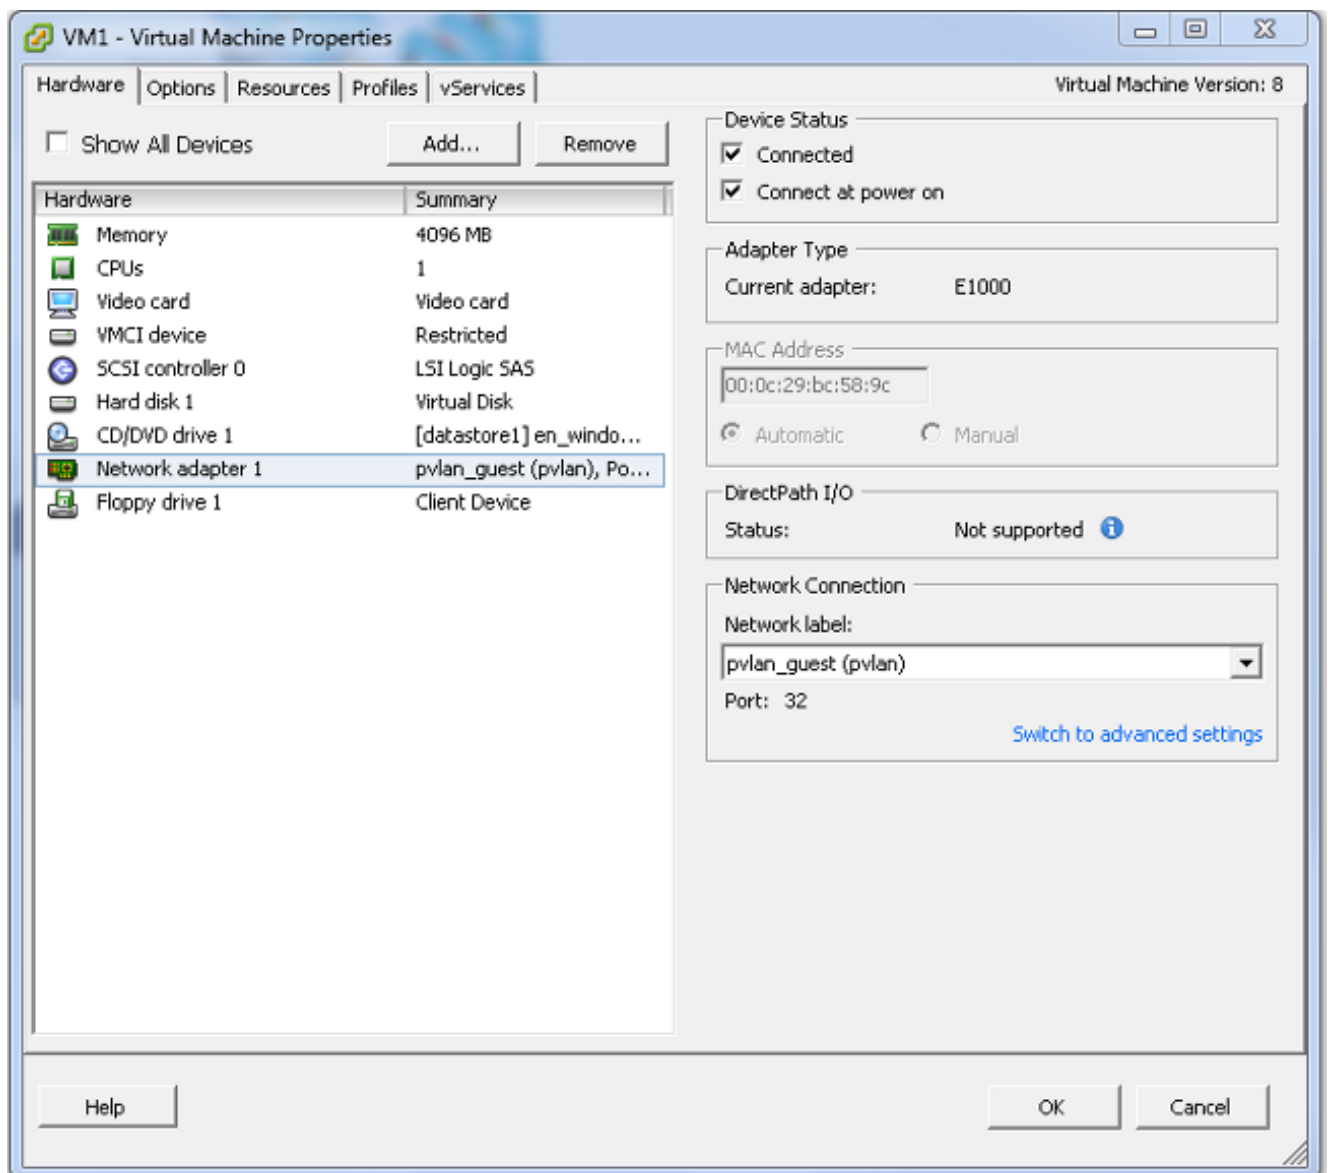 VM1 - Virtual Machine Properties
Hardware Options Resources Profiles vServices Virtual Machine Version: 8
Show All Devices Add... Remove
Hardware Summary
Memory 4096 MB
CPUs 1
Video card Video card
VMCI device Restricted
SCSI controller 0 LSI Logic SAS
Hard disk 1 Virtual Disk
CD/DVD drive 1 [datastore1] en_windo...
Network adapter 1 pvlan_guest (pvlan), Po...
Floppy drive 1 Client Device
Device Status
Connected
Connect at power on
Adapter Type
Current adapter: E1000
MAC Address
00:0c:29:bc:58:9c
Automatic Manual
DirectPath I/O
Status: Not supported
Network Connection
Network label:
pvlan_guest (pvlan)
Port: 32
Switch to advanced settings
Help OK Cancel